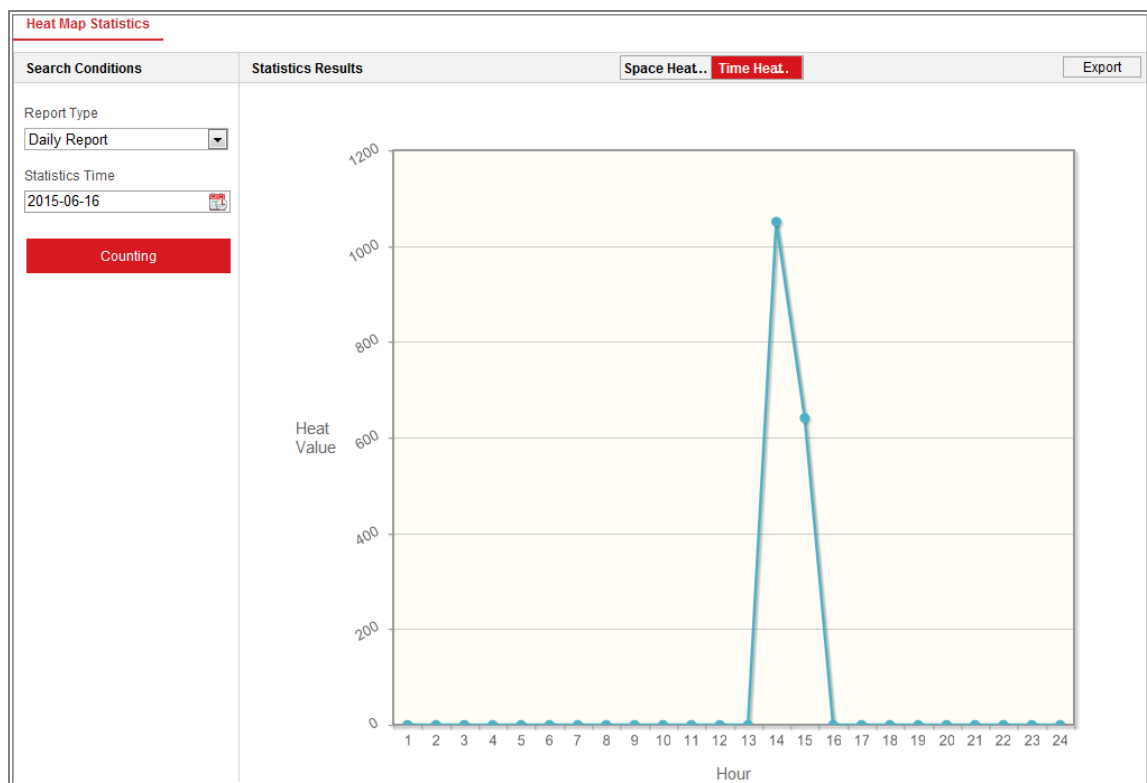 Heat Map Statistics
Search Conditions
Statistics Results
Space Heat...
Time Heat..
Export
Report Type
Daily Report
Statistics Time
2015-06-16
Counting
1200
1000
800
600
400
200
0
Heat
Value
1 2 3 4 5 6 7 8 9 10 11 12 13 14 15 16 17 18 19 20 21 22 23 24
Hour